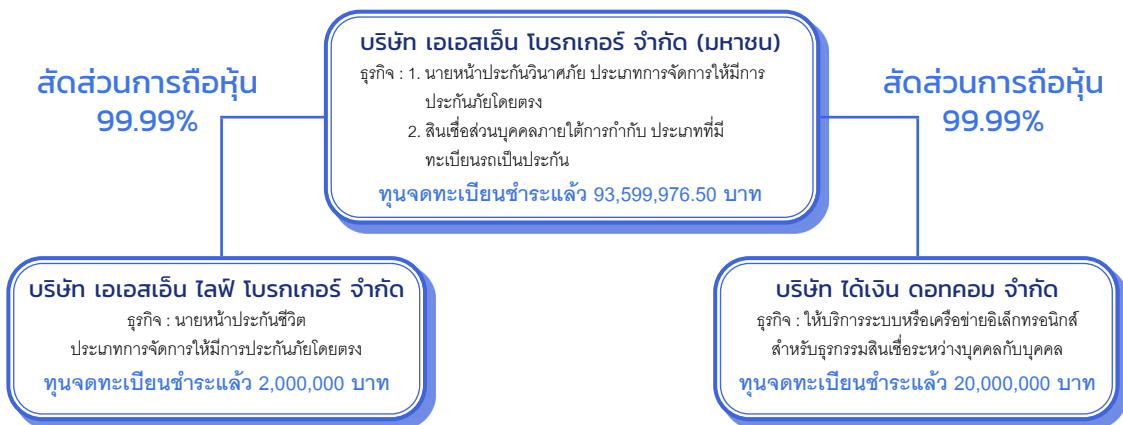 บริษัท เอเอสเอ็น โบรกเกอร์ จำกัด (มหาชน)
ธุรกิจ : 1. นายหน้าประกันวินาศภัย ประเภทการจัดการให้มีการ
ประกันภัยโดยตรง
2. สินเชื่อส่วนบุคคลภายใต้การกำกับ ประเภทที่มี
ทะเบียนรถเป็นประกัน
ทุนจดทะเบียนชำระแล้ว 93,599,976.50 บาท
สัดส่วนการถือหุ้น
99.99%
สัดส่วนการถือหุ้น
99.99%
บริษัท เอเอสเอ็น ไลฟ์ โบรกเกอร์ จำกัด
ธุรกิจ : นายหน้าประกันชีวิต
ประเภทการจัดการให้มีการประกันภัยโดยตรง
ทุนจดทะเบียนชำระแล้ว 2,000,000 บาท
บริษัท ได้เงิน ดอทคอม จำกัด
ธุรกิจ : ให้บริการระบบหรือเครือข่ายอิเล็กทรอนิกส์
สำหรับธุรกรรมสินเชื่อระหว่างบุคคลกับบุคคล
ทุนจดทะเบียนชำระแล้ว 20,000,000 บาท